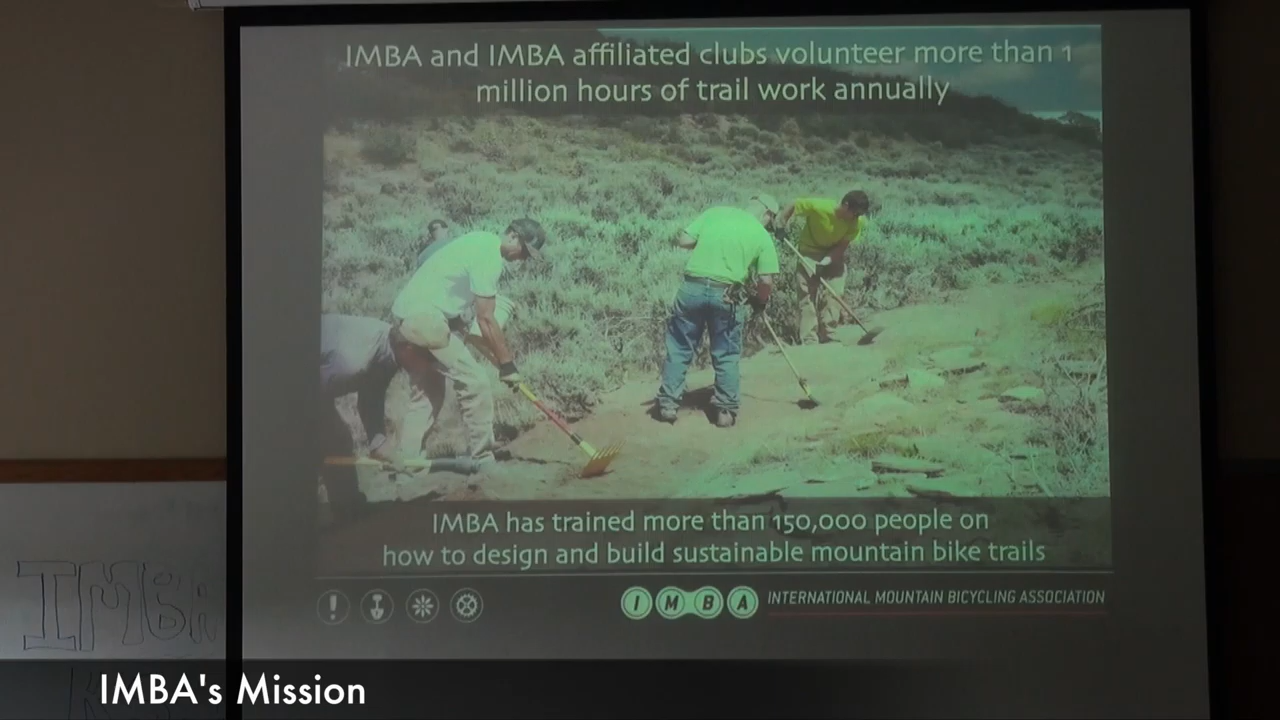 IMBA and IMBA affiliated clubs volunteer more than 1
million hours of trail work annually
IMBA has trained more than 150,000 people on
how to design and build sustainable mountain bike trails
! I M B A INTERNATIONAL MOUNTAIN BICYCLING ASSOCIATION
IMBA
IMBA's Mission